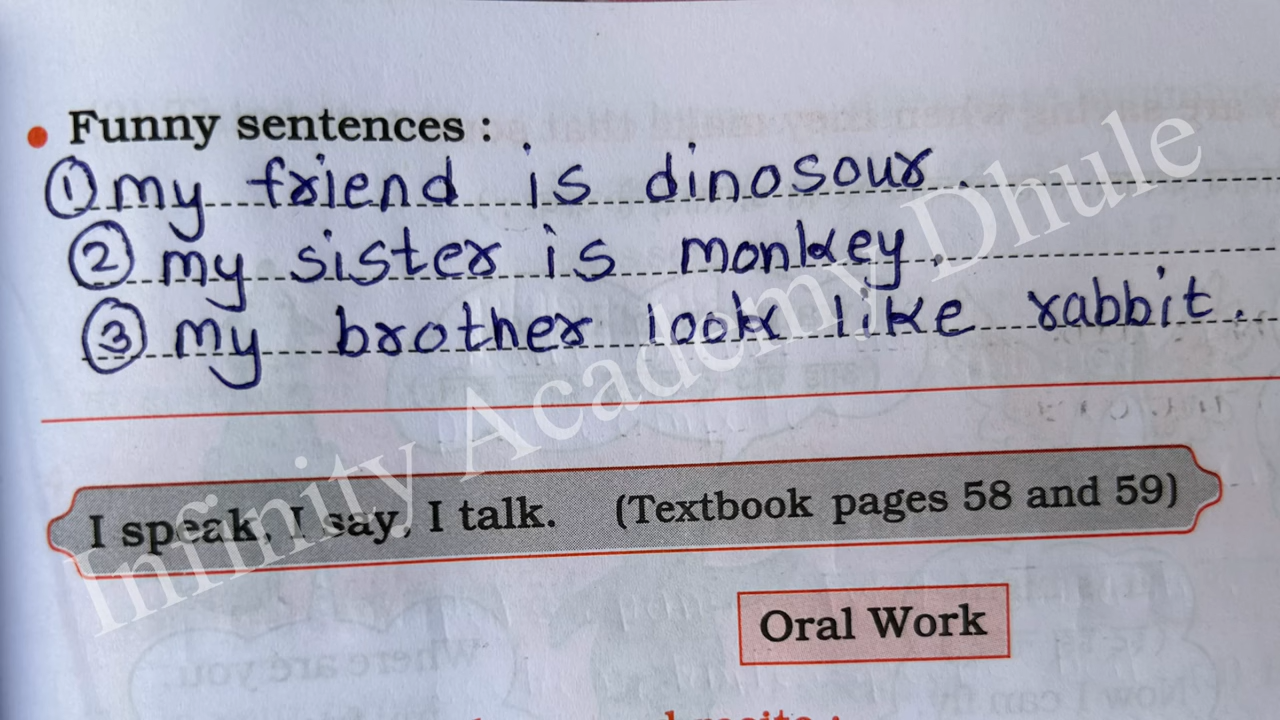 • Funny sentences :
① my friend is dinosour.
② my sister is monkey.
③ my brother look like rabbit.
I speak, I say, I talk. (Textbook pages 58 and 59)
Oral Work
Infinity Academy Dhule